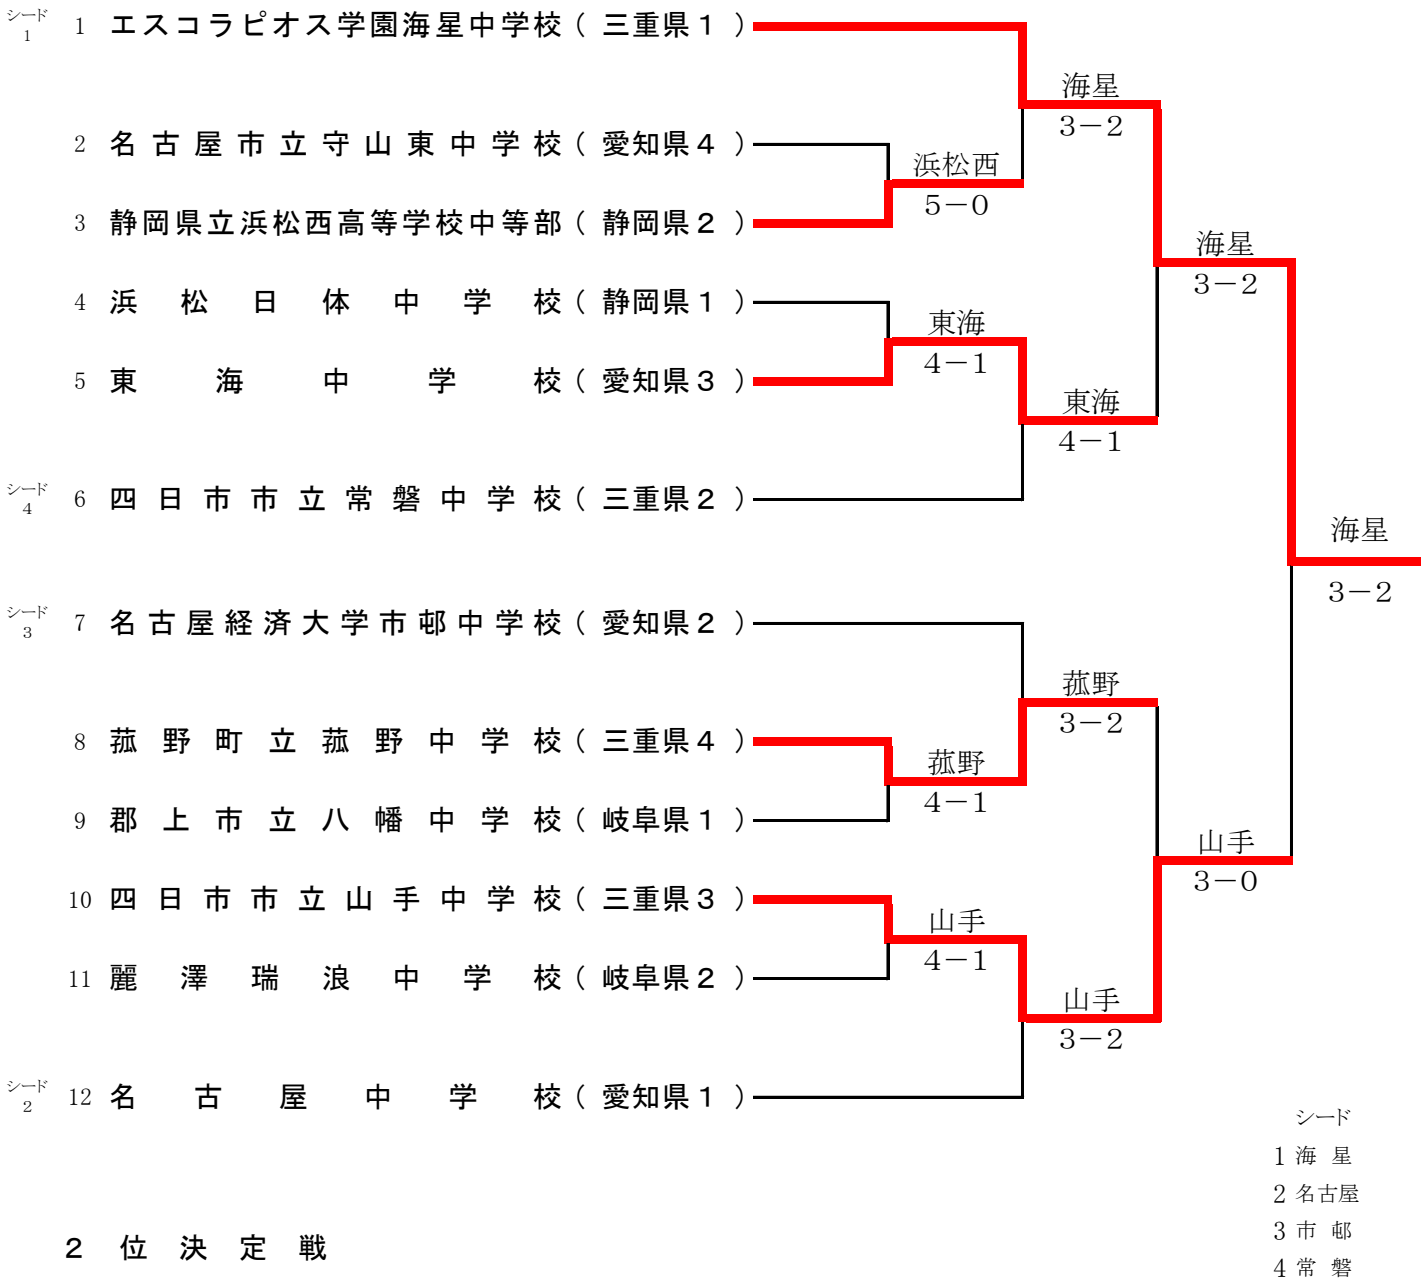 シード
1
1 エスコラピオス学園海星中学校 ( 三重県1 )
海星
3-2
2 名古屋市立守山東中学校 ( 愛知県4 )
浜松西
5-0
3 静岡県立浜松西高等学校中等部 ( 静岡県2 )
海星
3-2
4 浜松日体中学校 ( 静岡県1 )
東海
4-1
5 東海中学校 ( 愛知県3 )
東海
4-1
シード
4
6 四日市市立常磐中学校 ( 三重県2 )
海星
3-2
シード
3
7 名古屋経済大学市邨中学校 ( 愛知県2 )
菰野
3-2
8 菰野町立菰野中学校 ( 三重県4 )
菰野
4-1
9 郡上市立八幡中学校 ( 岐阜県1 )
山手
3-0
10 四日市市立山手中学校 ( 三重県3 )
山手
4-1
11 麗澤瑞浪中学校 ( 岐阜県2 )
山手
3-2
シード
2
12 名古屋中学校 ( 愛知県1 )
シード
1 海星
2 名古屋
3 市邨
4 常磐
2位決定戦